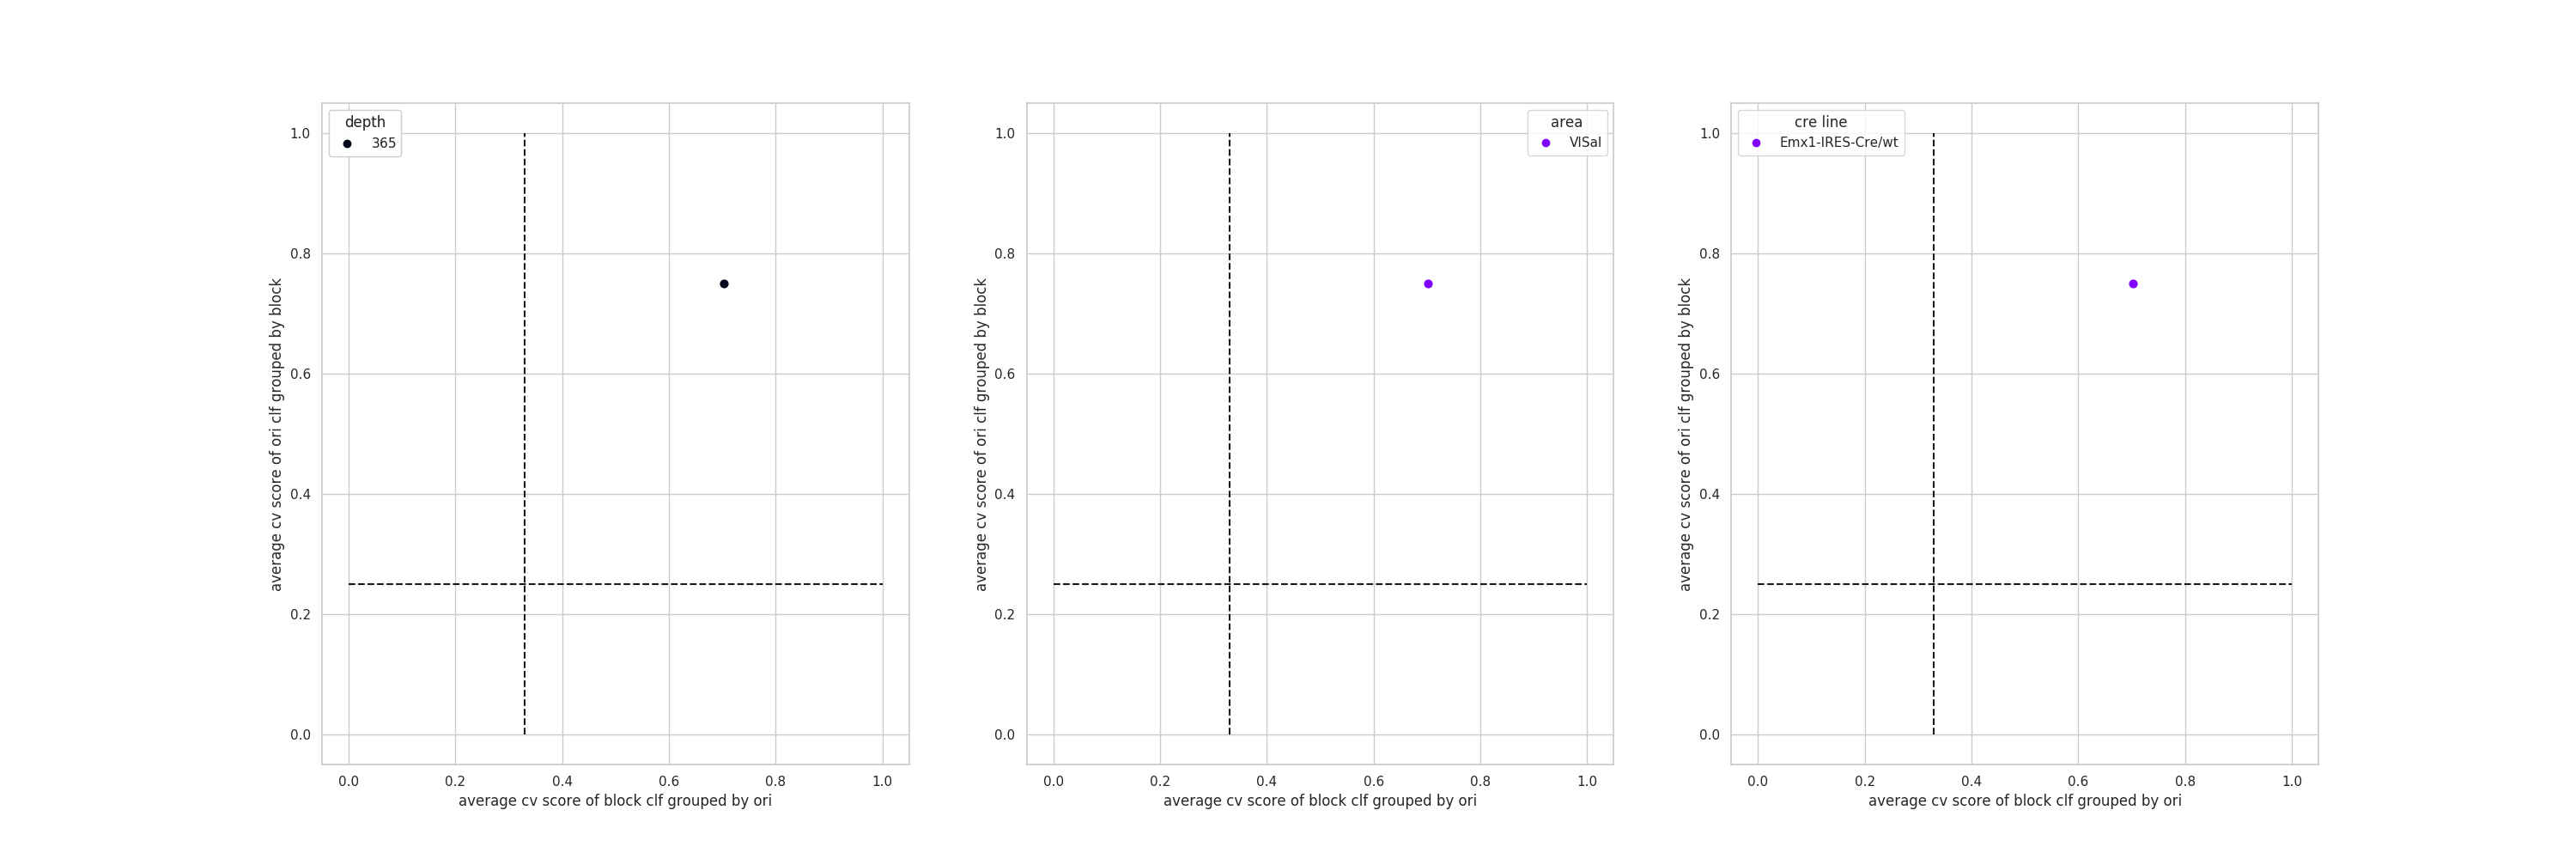 depth
365
1.0
0.8
0.6
0.4
0.2
0.0
average cv score of ori clf grouped by block
0.0 0.2 0.4 0.6 0.8 1.0
average cv score of block clf grouped by ori
area
VISal
1.0
0.8
0.6
0.4
0.2
0.0
average cv score of ori clf grouped by block
0.0 0.2 0.4 0.6 0.8 1.0
average cv score of block clf grouped by ori
cre line
Emx1-IRES-Cre/wt
1.0
0.8
0.6
0.4
0.2
0.0
average cv score of ori clf grouped by block
0.0 0.2 0.4 0.6 0.8 1.0
average cv score of block clf grouped by ori